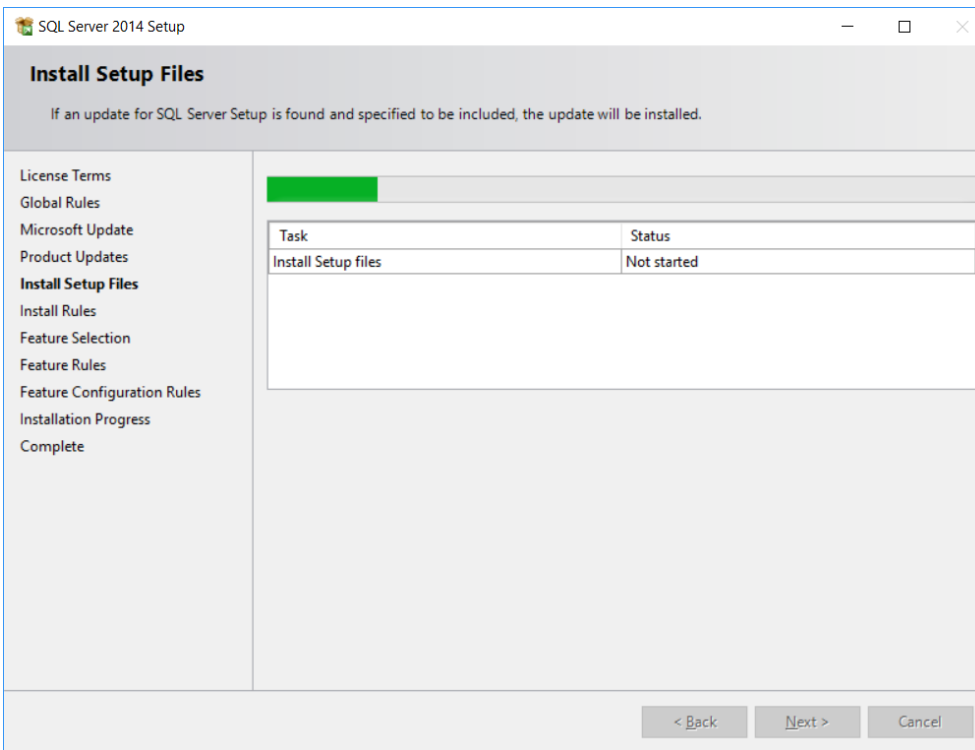 SQL Server 2014 Setup
Install Setup Files
If an update for SQL Server Setup is found and specified to be included, the update will be installed.
License Terms
Global Rules
Microsoft Update
Product Updates
Install Setup Files
Install Rules
Feature Selection
Feature Rules
Feature Configuration Rules
Installation Progress
Complete
Task Status
Install Setup files Not started
< Back Next > Cancel